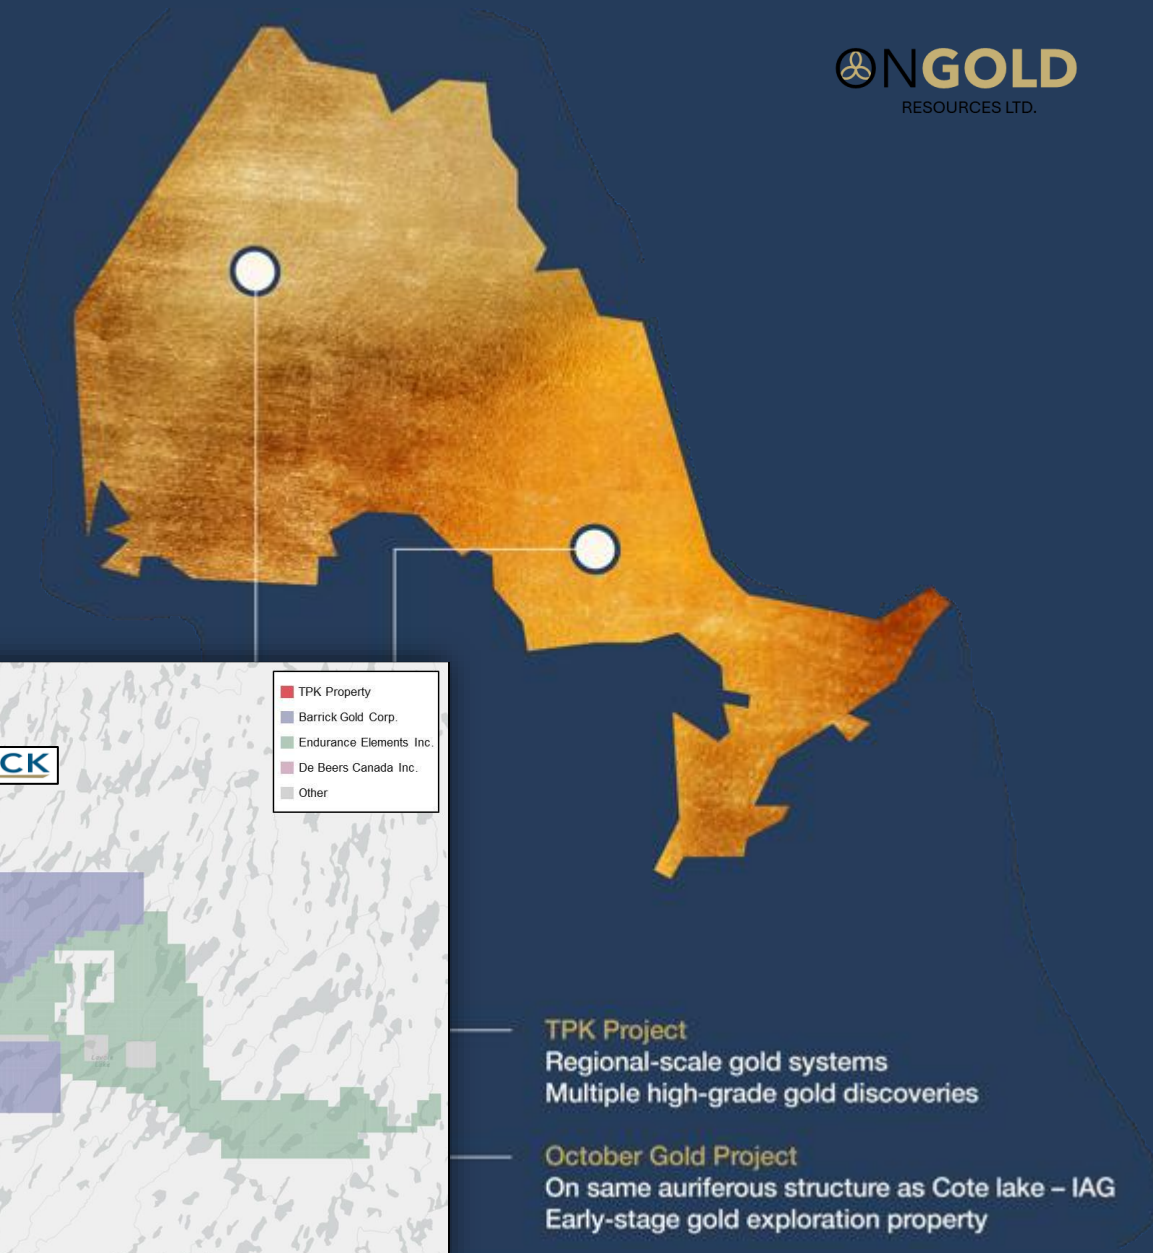 ONGOLD
RESOURCES LTD.
TPK Property
Barrick Gold Corp.
Endurance Elements Inc.
De Beers Canada Inc.
Other
CK
TPK Project
Regional-scale gold systems
Multiple high-grade gold discoveries
October Gold Project
On same auriferous structure as Cote lake – IAG
Early-stage gold exploration property